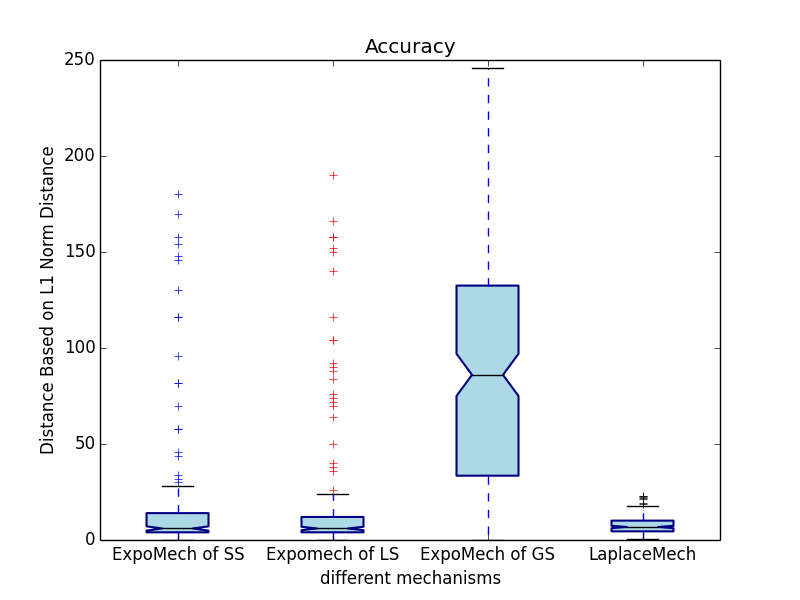 Accuracy
Distance Based on L1 Norm Distance
250
200
150
100
50
0
ExpoMech of SS
Expomech of LS
ExpoMech of GS
LaplaceMech
different mechanisms